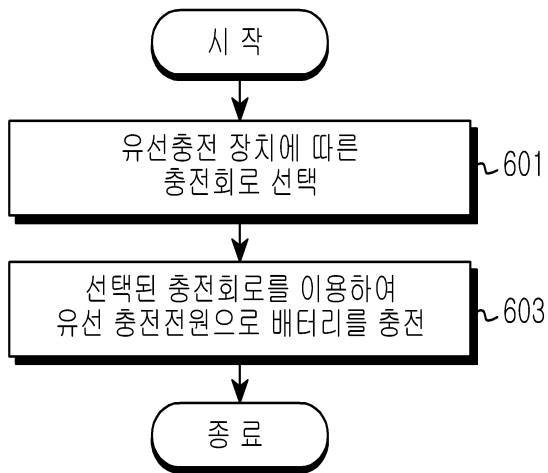 시 작
유선충전 장치에 따른
충전회로 선택
601
선택된 충전회로를 이용하여
유선 충전전원으로 배터리를 충전
603
종 료